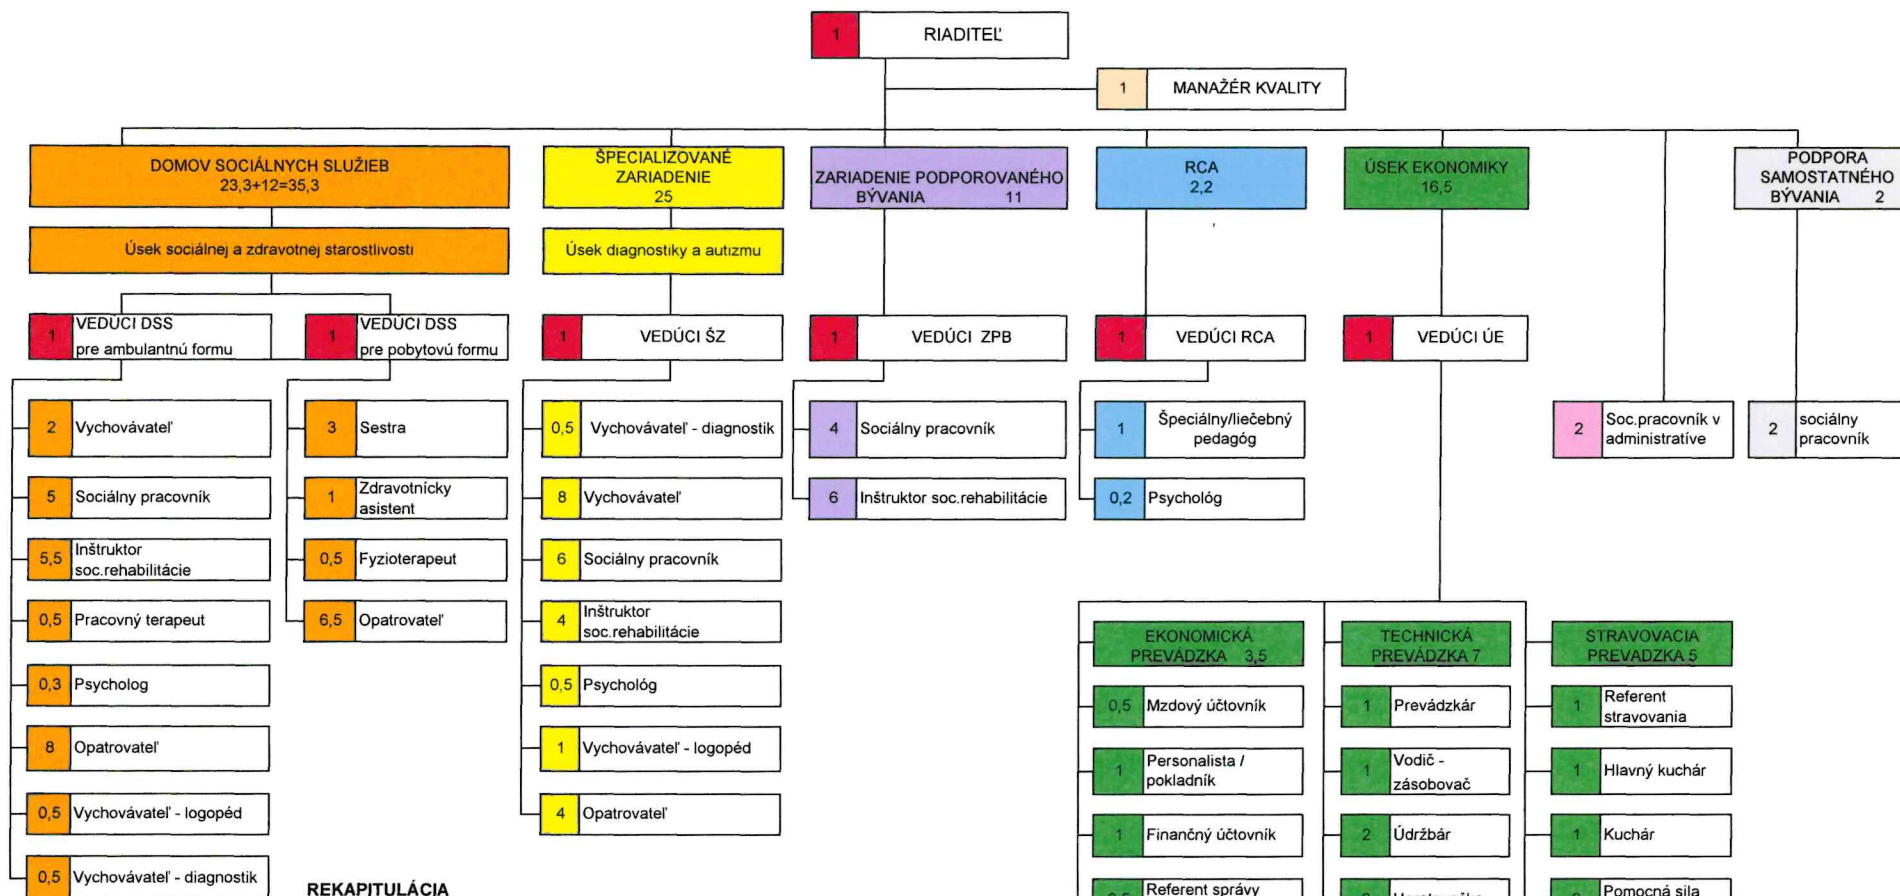 1 RIADITEĽ
1 MANAŽÉR KVALITY
DOMOV SOCIÁLNYCH SLUŽIEB
23,3+12=35,3
ŠPECIALIZOVANÉ
ZARIADENIE
25
ZARIADENIE PODPOROVANÉHO
BÝVANIA 11
RCA
2,2
ÚSEK EKONOMIKY
16,5
PODPORA
SAMOSTATNÉHO
BÝVANIA 2
Úsek sociálnej a zdravotnej starostlivosti
Úsek diagnostiky a autizmu
1 VEDÚCI DSS
pre ambulantnú formu
1 VEDÚCI DSS
pre pobytovú formu
1 VEDÚCI ŠZ
1 VEDÚCI ZPB
1 VEDÚCI RCA
1 VEDÚCI ÚE
2 Vychovávateľ
5 Sociálny pracovník
5,5 Inštruktor
soc.rehabilitácie
0,5 Pracovný terapeut
0,3 Psycholog
8 Opatrovateľ
0,5 Vychovávateľ - logopéd
0,5 Vychovávateľ - diagnostik
3 Sestra
1 Zdravotnícky
asistent
0,5 Fyzioterapeut
6,5 Opatrovateľ
0,5 Vychovávateľ - diagnostik
8 Vychovávateľ
6 Sociálny pracovník
4 Inštruktor
soc.rehabilitácie
0,5 Psychológ
1 Vychovávateľ - logopéd
4 Opatrovateľ
4 Sociálny pracovník
6 Inštruktor soc.rehabilitácie
1 Špeciálny/liečebný
pedagóg
0,2 Psychológ
2 Soc.pracovník v
administratíve
2 sociálny
pracovník
EKONOMICKÁ
PREVÁDZKA 3,5
0,5 Mzdový účtovník
1 Personalista /
pokladník
1 Finančný účtovník
Referent správy
TECHNICKÁ
PREVÁDZKA 7
1 Prevádzkár
1 Vodič -
zásobovač
2 Údržbár
STRAVOVACIA
PREVADZKA 5
1 Referent
stravovania
1 Hlavný kuchár
1 Kuchár
Pomocná sila
REKAPITULÁCIA